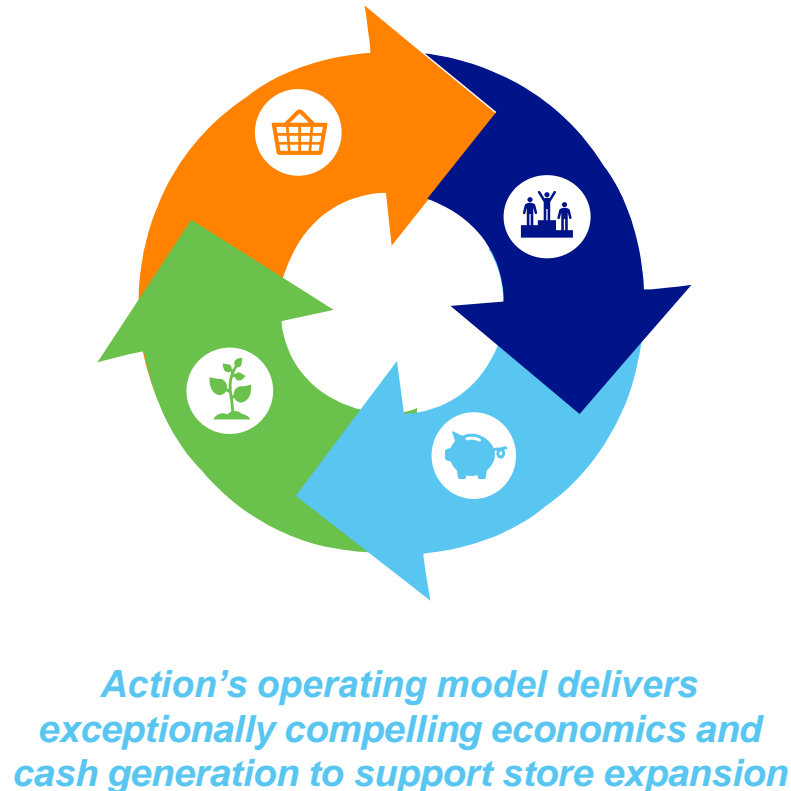 Action’s operating model delivers
exceptionally compelling economics and
cash generation to support store expansion